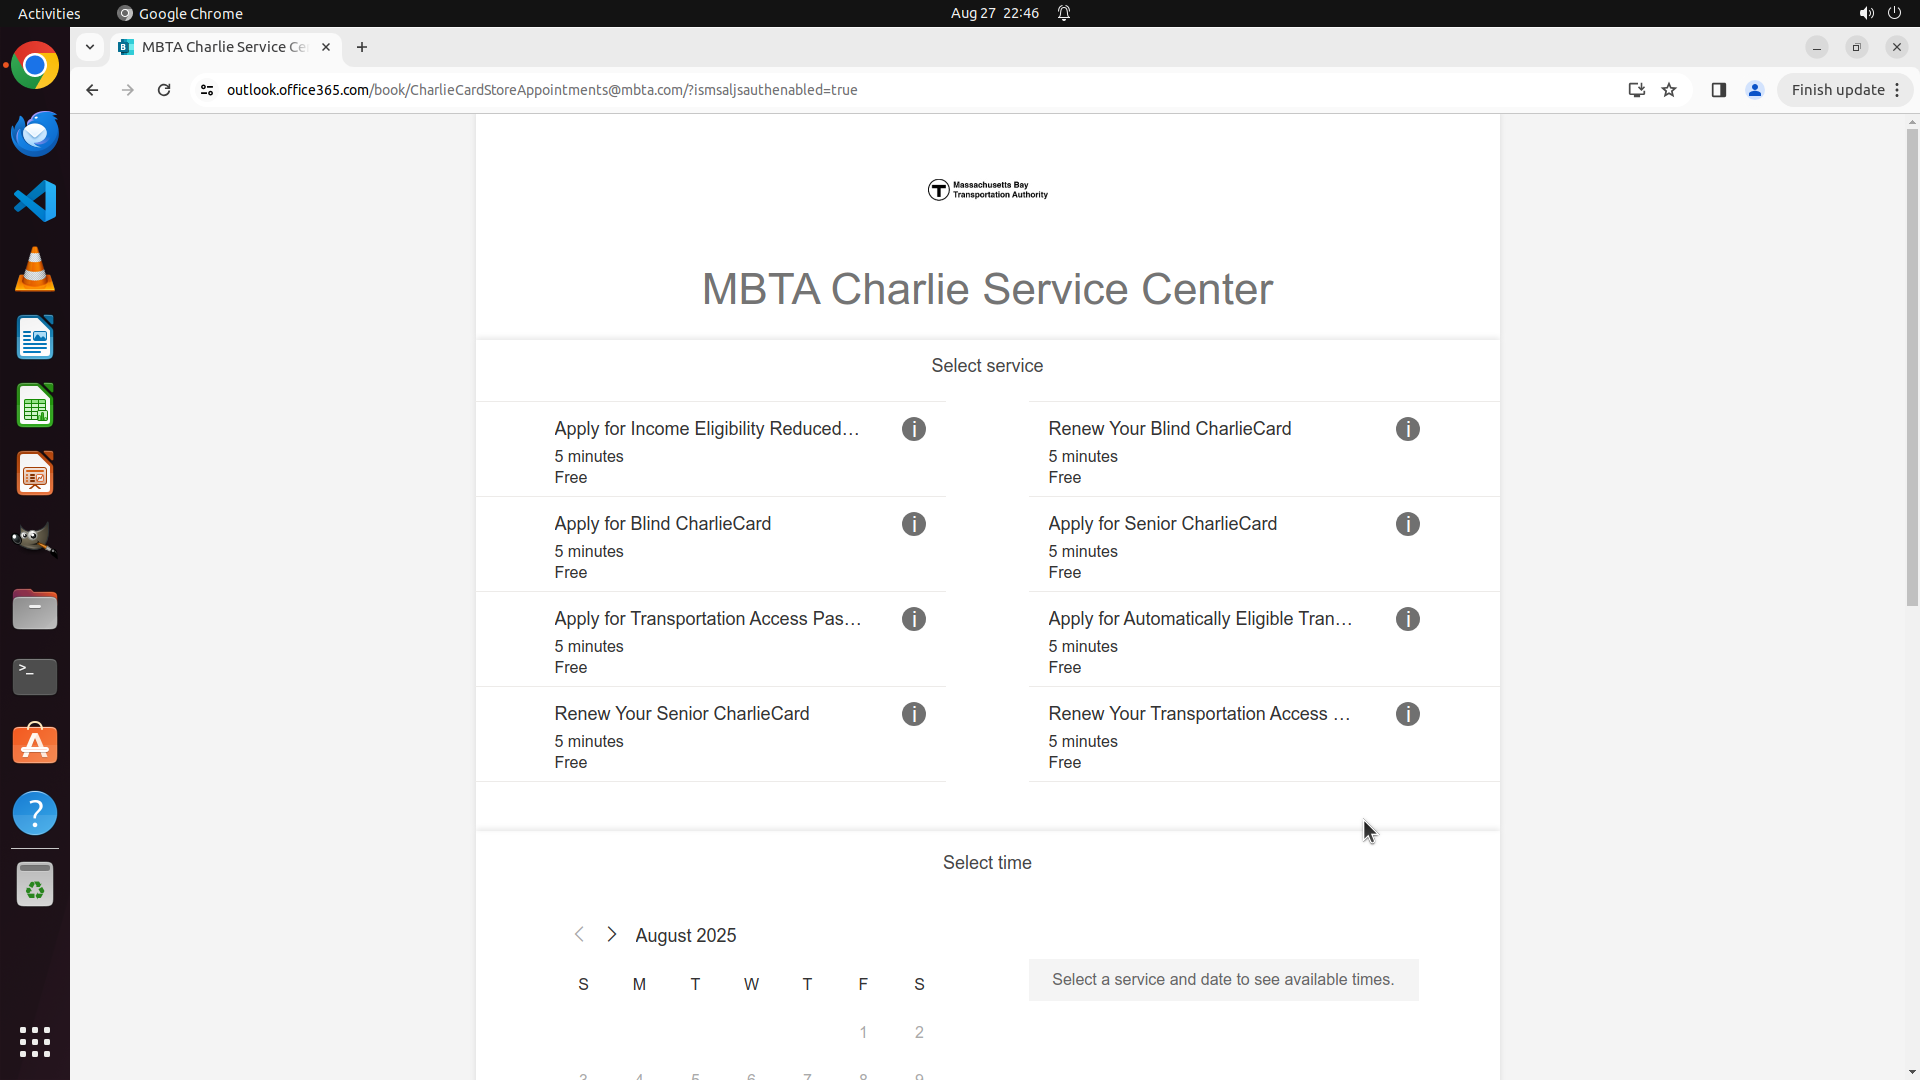 Activities
Google Chrome
Aug 27 22:46
MBTA Charlie Service Ce
outlook.office365.com/book/CharlieCardStoreAppointments@mbta.com/?ismsaljsauthenabled=true
Finish update
Massachusetts Bay
Transportation Authority
MBTA Charlie Service Center
Select service
Apply for Income Eligibility Reduced…
5 minutes
Free
Renew Your Blind CharlieCard
5 minutes
Free
Apply for Blind CharlieCard
5 minutes
Free
Apply for Senior CharlieCard
5 minutes
Free
Apply for Transportation Access Pas…
5 minutes
Free
Apply for Automatically Eligible Tran…
5 minutes
Free
Renew Your Senior CharlieCard
5 minutes
Free
Renew Your Transportation Access …
5 minutes
Free
Select time
August 2025
S M T W T F S
1 2
3 4 5 6 7 8 9
Select a service and date to see available times.